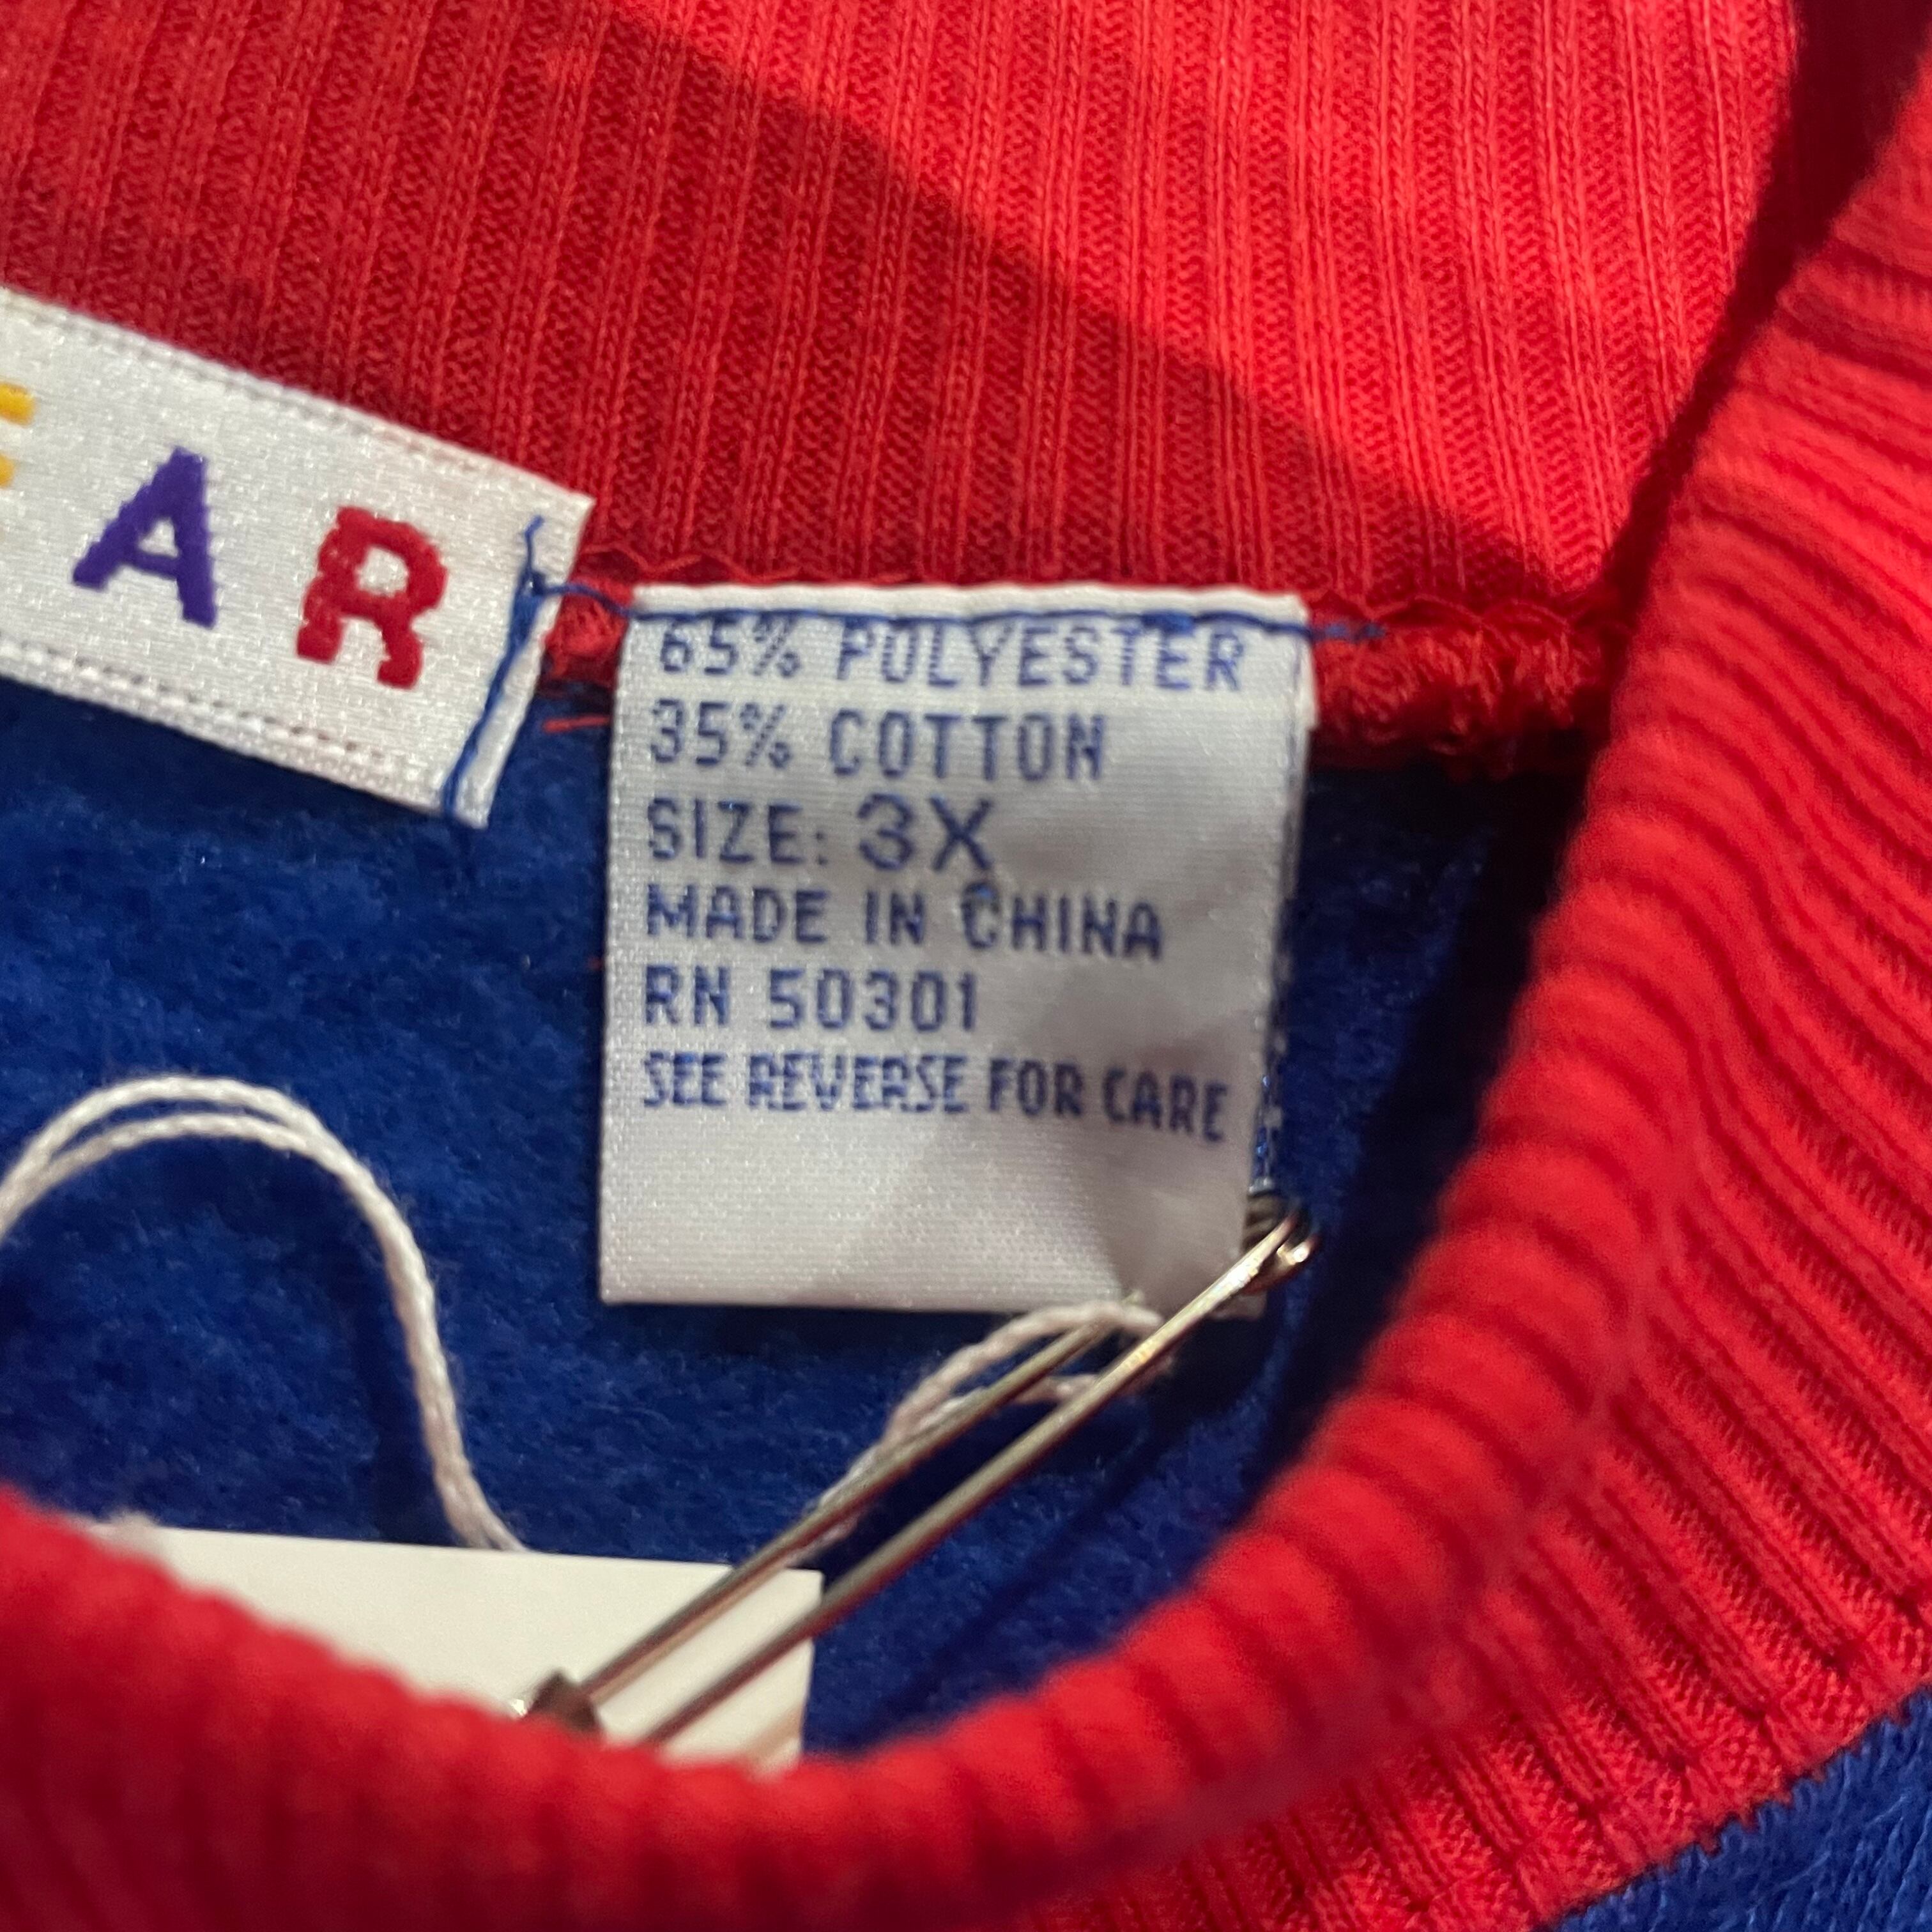 EAR
65% POLYESTER
35% COTTON
SIZE: 3X
MADE IN CHINA
RN 50301
SEE REVERSE FOR CARE